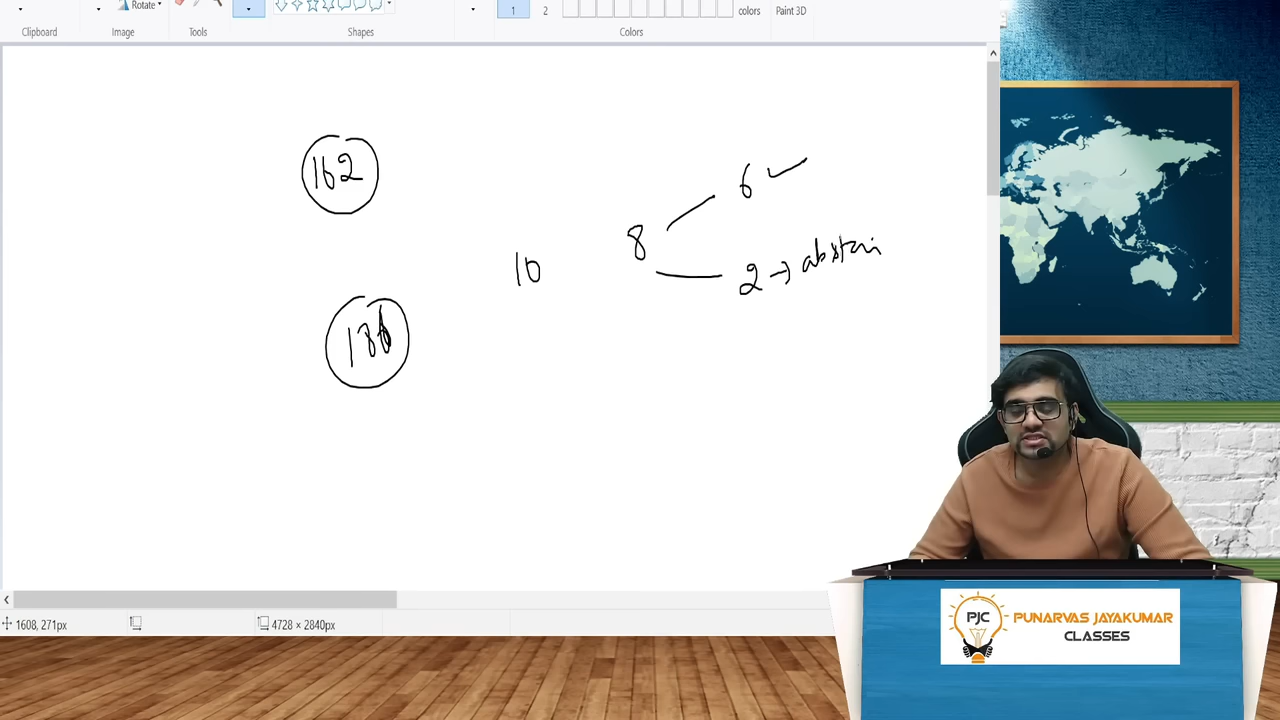 Rotate
1
2
colors
Paint 3D
Clipboard
Image
Tools
Shapes
Colors
162
6
8
10
2 → abstain
1608, 271px
4728 × 2840px
PJC
PUNARVAS JAYAKUMAR
CLASSES